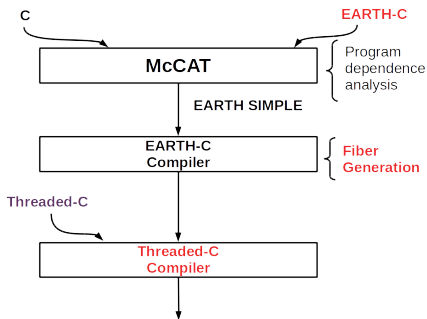 C
EARTH-C
McCAT
Program
dependence
analysis
EARTH SIMPLE
EARTH-C
Compiler
Fiber
Generation
Threaded-C
Threaded-C
Compiler